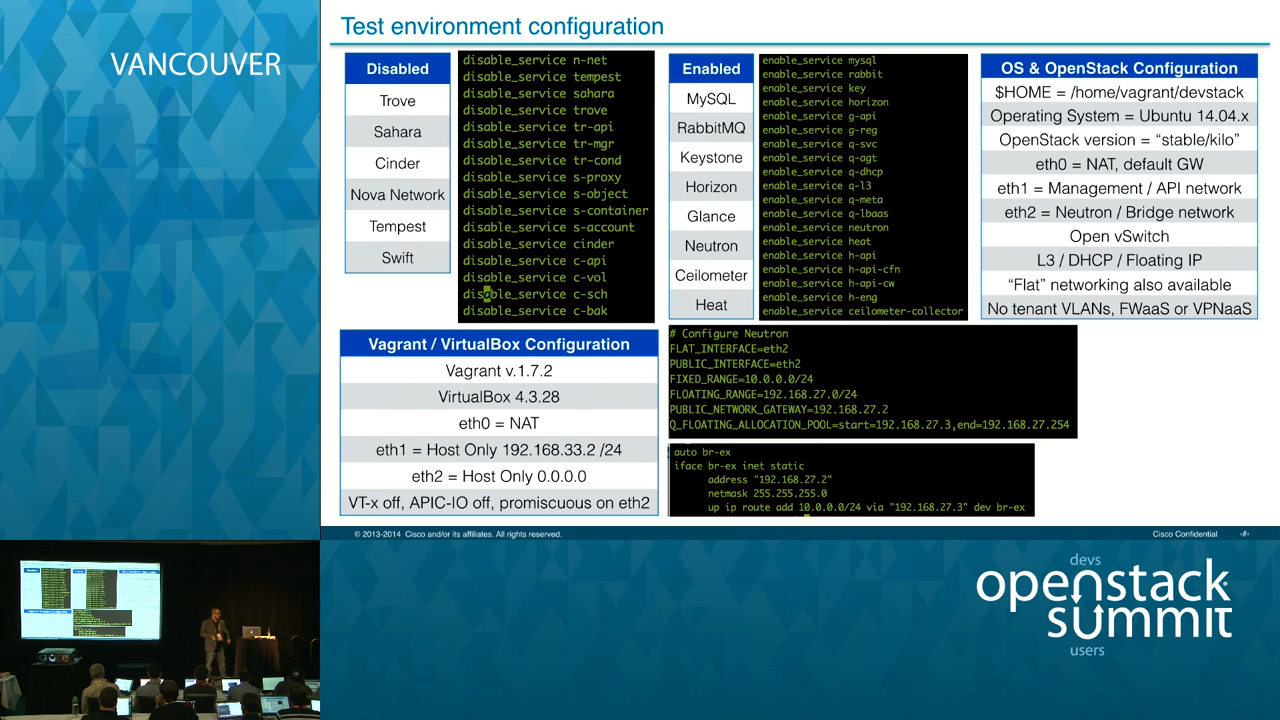 VANCOUVER
Test environment configuration
Disabled
Trove
Sahara
Cinder
Nova Network
Tempest
Swift
disable_service n-net
disable_service tempest
disable_service sahara
disable_service trove
disable_service tr-api
disable_service tr-mgr
disable_service tr-cond
disable_service s-proxy
disable_service s-object
disable_service s-container
disable_service s-account
disable_service cinder
disable_service c-api
disable_service c-vol
disable_service c-sch
disable_service c-bak
Enabled
MySQL
RabbitMQ
Keystone
Horizon
Glance
Neutron
Ceilometer
Heat
enable_service mysql
enable_service rabbit
enable_service key
enable_service horizon
enable_service g-api
enable_service g-reg
enable_service q-svc
enable_service q-agt
enable_service q-dhcp
enable_service q-l3
enable_service q-meta
enable_service q-lbaas
enable_service neutron
enable_service heat
enable_service h-api
enable_service h-api-cfn
enable_service h-api-cw
enable_service h-eng
enable_service ceilometer-collector
OS & OpenStack Configuration
$HOME = /home/vagrant/devstack
Operating System = Ubuntu 14.04.x
OpenStack version = “stable/kilo”
eth0 = NAT, default GW
eth1 = Management / API network
eth2 = Neutron / Bridge network
Open vSwitch
L3 / DHCP / Floating IP
“Flat” networking also available
No tenant VLANs, FWaaS or VPNaaS
Vagrant / VirtualBox Configuration
Vagrant v.1.7.2
VirtualBox 4.3.28
eth0 = NAT
eth1 = Host Only 192.168.33.2 /24
eth2 = Host Only 0.0.0.0
VT-x off, APIC-IO off, promiscuous on eth2
# Configure Neutron
FLAT_INTERFACE=eth2
PUBLIC_INTERFACE=eth2
FIXED_RANGE=10.0.0.0/24
FLOATING_RANGE=192.168.27.0/24
PUBLIC_NETWORK_GATEWAY=192.168.27.2
Q_FLOATING_ALLOCATION_POOL=start=192.168.27.3,end=192.168.27.254
auto br-ex
iface br-ex inet static
address "192.168.27.2"
netmask 255.255.255.0
up ip route add 10.0.0.0/24 via "192.168.27.3" dev br-ex
© 2013-2014 Cisco and/or its affiliates. All rights reserved.
Cisco Confidential
‹#›
devs
openstack
summit
users